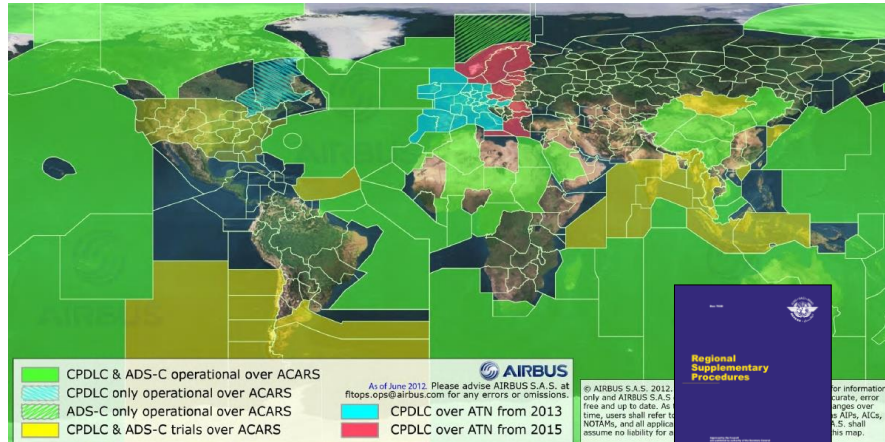 CPDLC & ADS-C operational over ACARS
CPDLC only operational over ACARS
ADS-C only operational over ACARS
CPDLC & ADS-C trials over ACARS
AIRBUS
As of June 2012. Please advise AIRBUS S.A.S. at
fltops.ops@airbus.com for any errors or omissions.
CPDLC over ATN from 2013
CPDLC over ATN from 2015
Regional
Supplementary
Procedures
© AIRBUS S.A.S. 2012.
for information
only and AIRBUS S.A.S
curate, error
free and up to date. As
anges over
time, users shall refer t
as AIPs, AICs,
NOTAMs, and all applica
A.S. shall
assume no liability for a
his map.